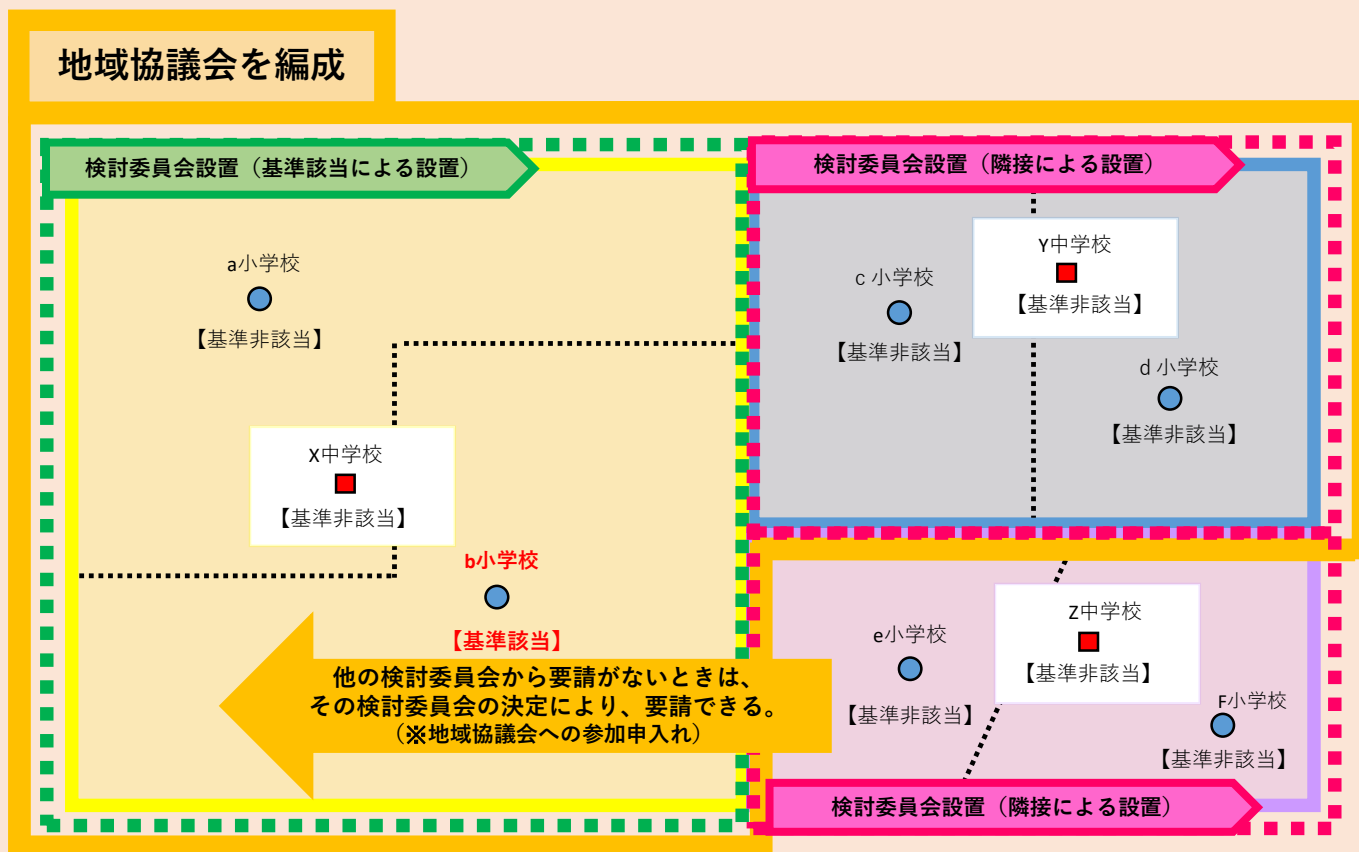 地域協議会を編成
検討委員会設置（基準該当による設置）
a小学校
【基準非該当】
X中学校
【基準非該当】
b小学校
【基準該当】
他の検討委員会から要請がないときは、
その検討委員会の決定により、要請できる。
（※地域協議会への参加申入れ）
検討委員会設置（隣接による設置）
Y中学校
【基準非該当】
c 小学校
【基準非該当】
d 小学校
【基準非該当】
Z中学校
【基準非該当】
e小学校
【基準非該当】
F小学校
【基準非該当】
検討委員会設置（隣接による設置）